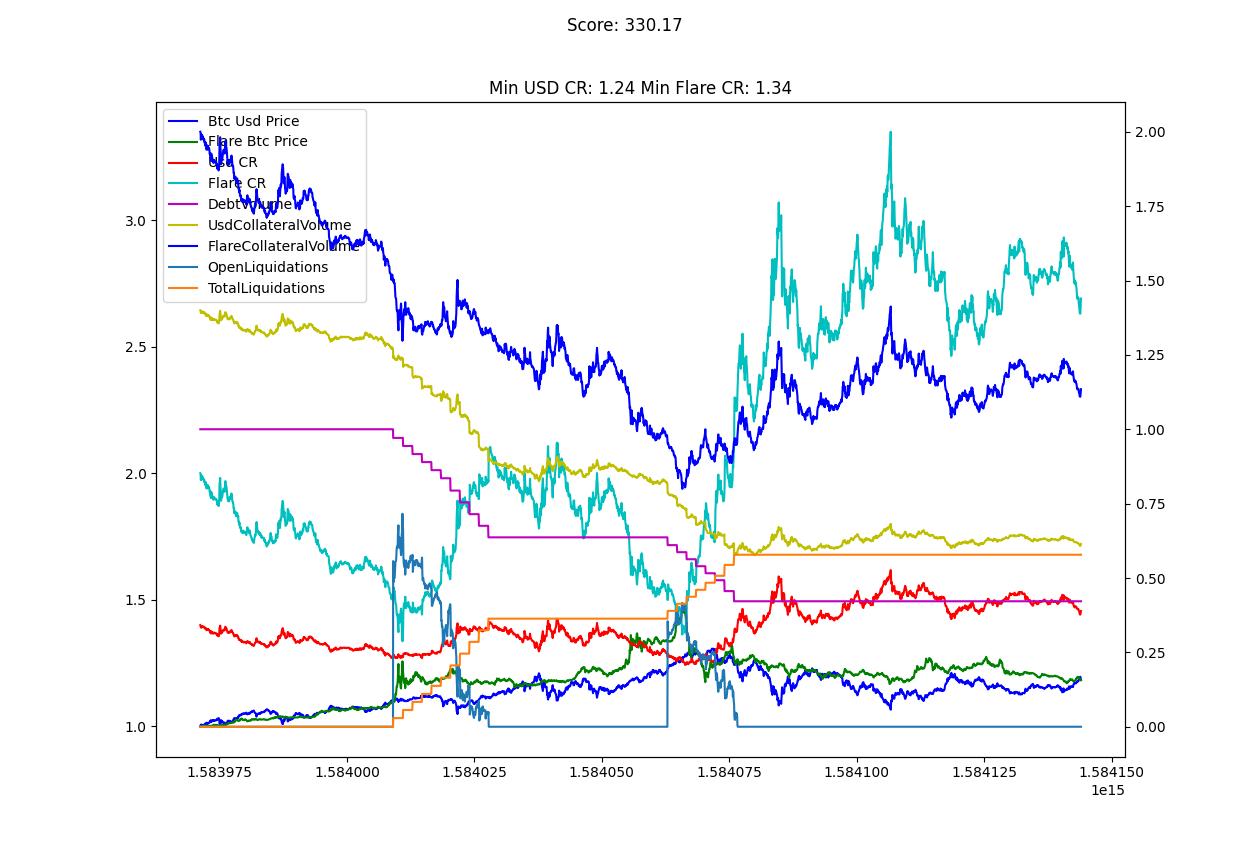 Score: 330.17
Min USD CR: 1.24 Min Flare CR: 1.34
Btc Usd Price
Flare Btc Price
Usd CR
Flare CR
DebtVolume
UsdCollateralVolume
FlareCollateralVolume
OpenLiquidations
TotalLiquidations
3.0
2.5
2.0
1.5
1.0
2.00
1.75
1.50
1.25
1.00
0.75
0.50
0.25
0.00
1.583975 1.584000 1.584025 1.584050 1.584075 1.584100 1.584125 1.584150
1e15